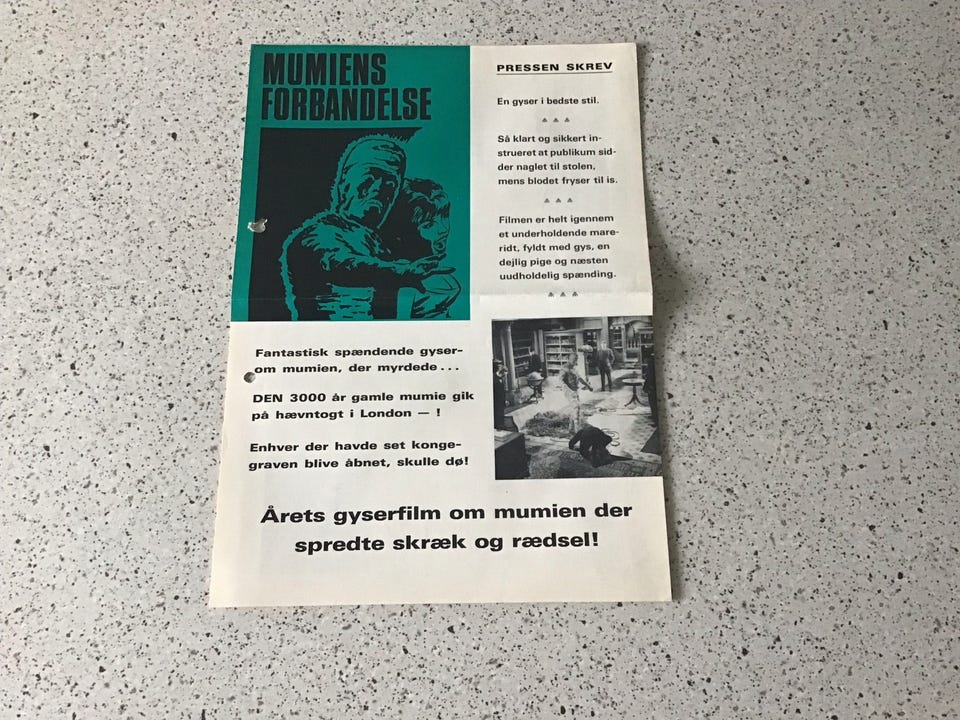 MUMIENS
FORBANDELSE
PRESSEN SKREV
En gyser i bedste stil.
Så klart og sikkert in-
strueret at publikum sid-
der naglet til stolen,
mens blodet fryser til is.
Filmen er helt igennem
et underholdende mare-
ridt, fyldt med gys, en
dejlig pige og næsten
uudholdelig spænding.
Fantastisk spændende gyser-
om mumien, der myrdede...
DEN 3000 år gamle mumie gik
på hævntogt i London — !
Enhver der havde set konge-
graven blive åbnet, skulle dø!
Årets gyserfilm om mumien der
spredte skræk og rædsel!